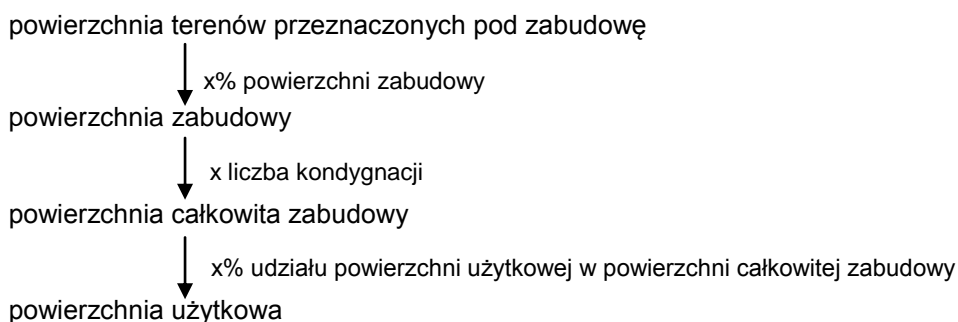 powierzchnia terenów przeznaczonych pod zabudowę
x% powierzchni zabudowy
powierzchnia zabudowy
x liczba kondygnacji
powierzchnia całkowita zabudowy
x% udziału powierzchni użytkowej w powierzchni całkowitej zabudowy
powierzchnia użytkowa